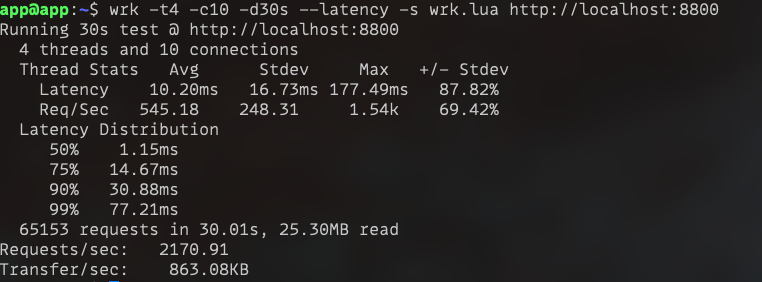 app@app:~$ wrk -t4 -c10 -d30s --latency -s wrk.lua http://localhost:8800
Running 30s test @ http://localhost:8800
  4 threads and 10 connections
  Thread Stats   Avg      Stdev     Max   +/- Stdev
    Latency    10.20ms   16.73ms 177.49ms   87.82%
    Req/Sec   545.18    248.31     1.54k    69.42%
  Latency Distribution
     50%    1.15ms
     75%   14.67ms
     90%   30.88ms
     99%   77.21ms
  65153 requests in 30.01s, 25.30MB read
Requests/sec:   2170.91
Transfer/sec:    863.08KB